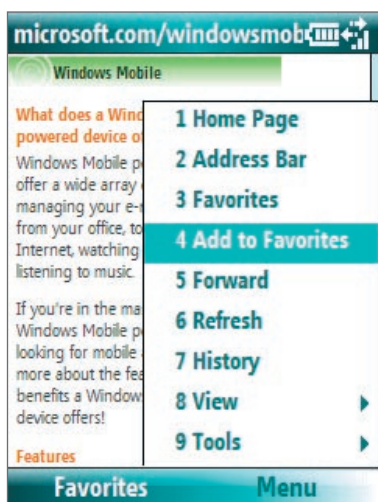 microsoft.com/windowsmob
Windows Mobile
What does a Wind
powered device of
Windows Mobile po
offer a wide array
managing your e-
from your office, to
Internet, watching
listening to music.
If you're in the ma
Windows Mobile po
looking for mobile
more about the fea
benefits a Window
device offers!
Features
1 Home Page
2 Address Bar
3 Favorites
4 Add to Favorites
5 Forward
6 Refresh
7 History
8 View
9 Tools
Favorites
Menu